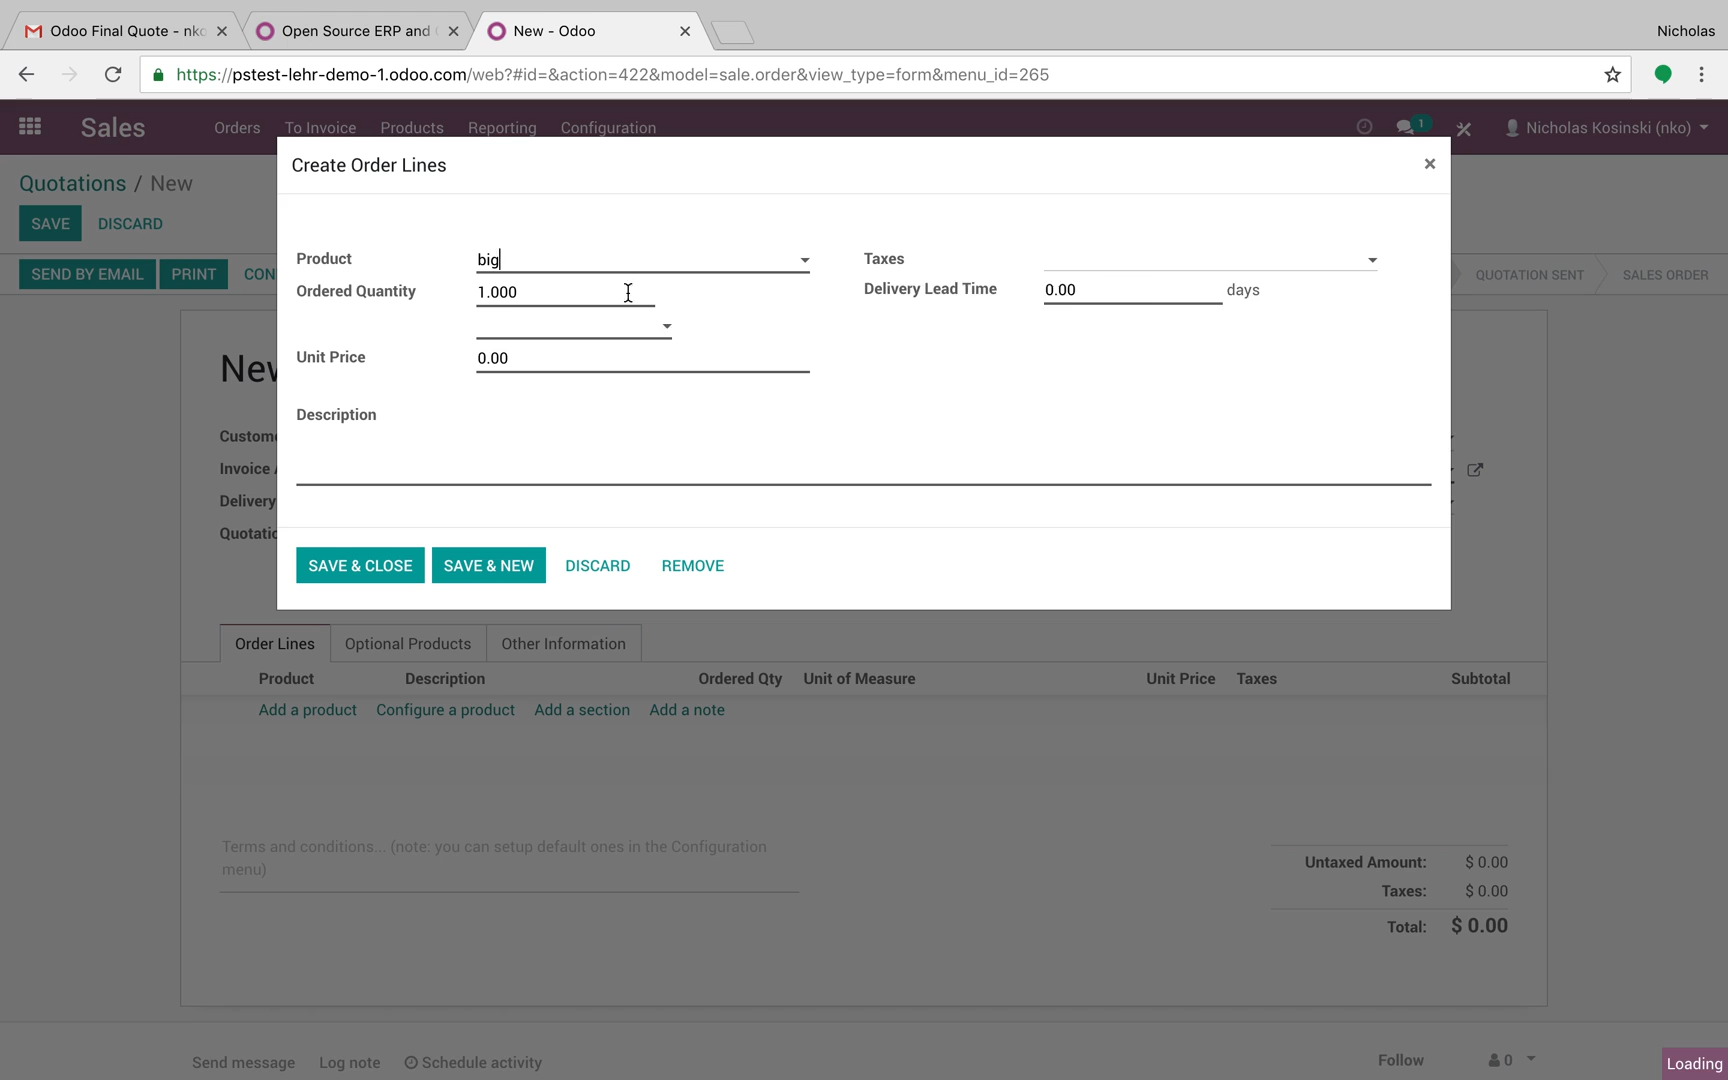 Odoo Final Quote - nko
Open Source ERP and
New - Odoo
Nicholas
https://pstest-lehr-demo-1.odoo.com/web?#id=&action=422&model=sale.order&view_type=form&menu_id=265
Sales
Orders
To Invoice
Products
Reporting
Configuration
1
Nicholas Kosinski (nko)
Quotations / New
SAVE
DISCARD
SEND BY EMAIL
PRINT
CON
QUOTATION SENT
SALES ORDER
Create Order Lines
×
Product
big
Taxes
Ordered Quantity
1.000
Delivery Lead Time
0.00
days
Unit Price
0.00
Description
SAVE & CLOSE
SAVE & NEW
DISCARD
REMOVE
New
Custome
Invoice A
Delivery
Quotatio
Order Lines
Optional Products
Other Information
Product
Description
Ordered Qty
Unit of Measure
Unit Price
Taxes
Subtotal
Add a product
Configure a product
Add a section
Add a note
Terms and conditions... (note: you can setup default ones in the Configuration
menu)
Untaxed Amount:
$ 0.00
Taxes:
$ 0.00
Total:
$ 0.00
Send message
Log note
Schedule activity
Follow
0
Loading